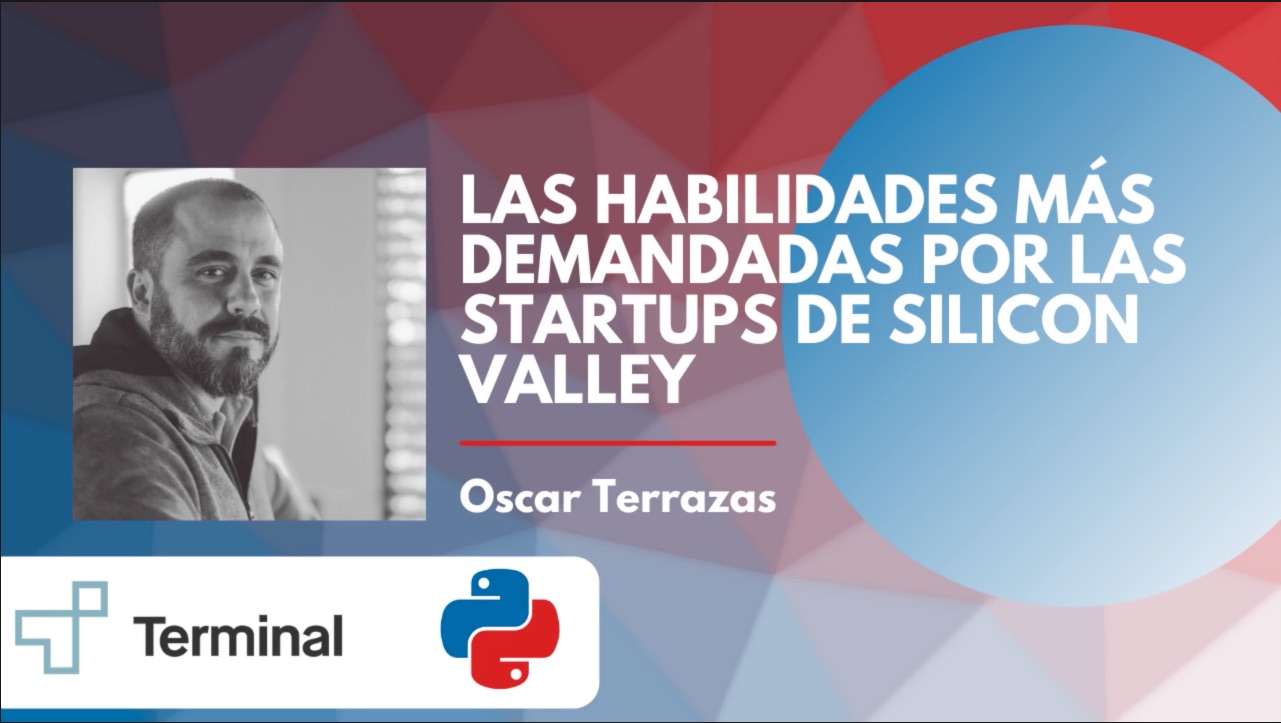 LAS HABILIDADES MÁS
DEMANDADAS POR LAS
STARTUPS DE SILICON
VALLEY
Oscar Terrazas
Terminal